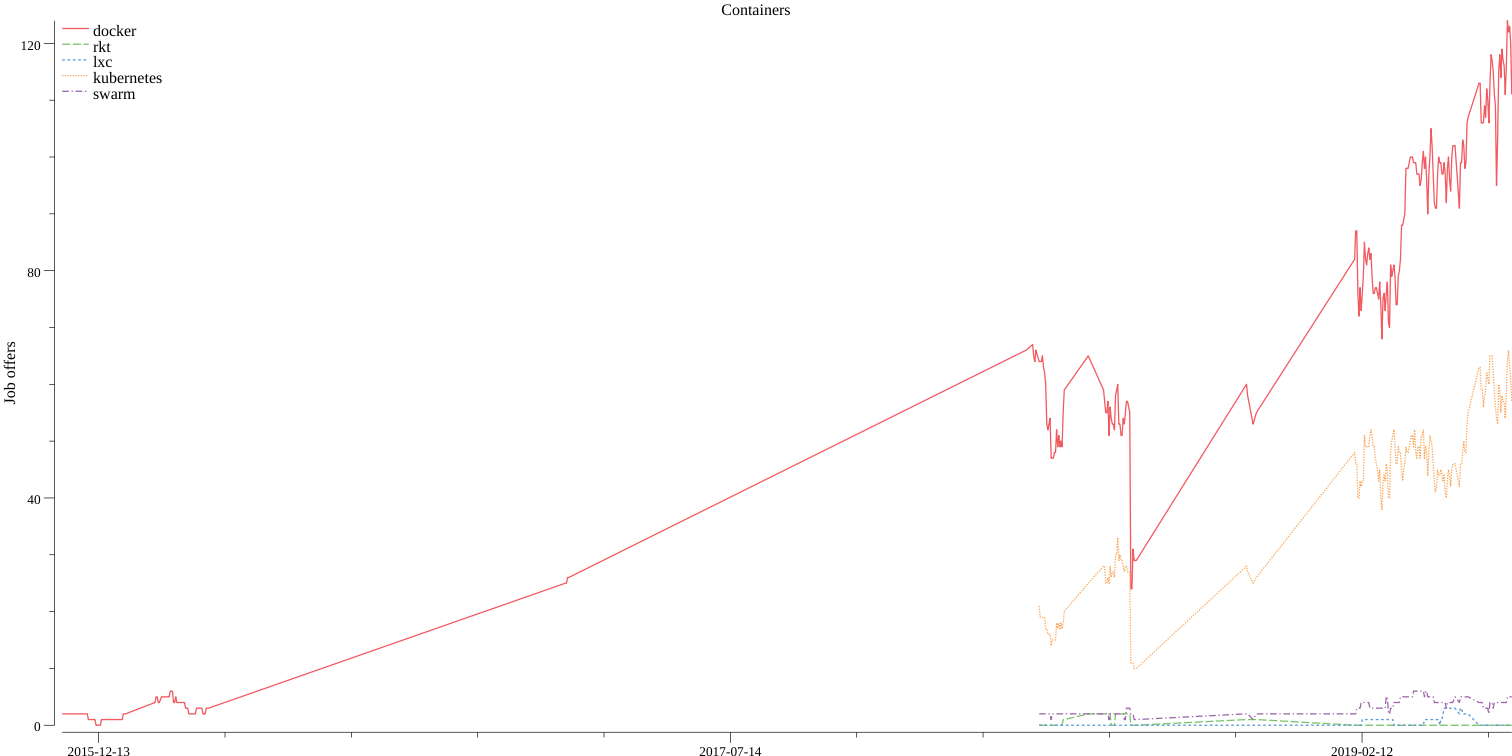 Containers
docker
rkt
lxc
kubernetes
swarm
Job offers
120
80
40
0
2015-12-13
2017-07-14
2019-02-12